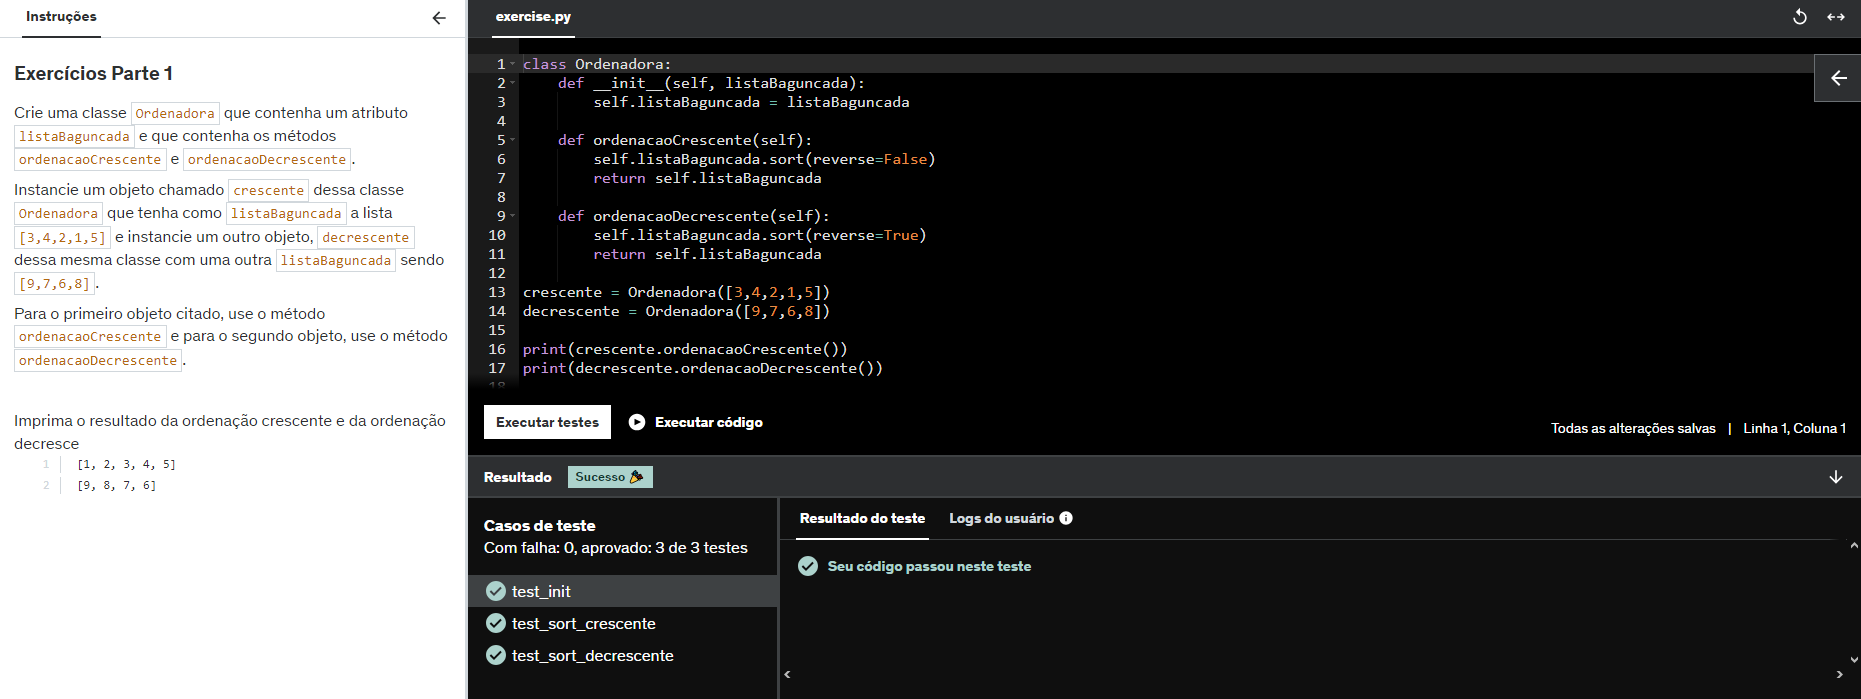 Instruções
Exercícios Parte 1
Crie uma classe Ordenadora que contenha um atributo
listaBaguncada e que contenha os métodos
ordenacaoCrescente e ordenacaoDecrescente.
Instancie um objeto chamado crescente dessa classe
Ordenadora que tenha como listaBaguncada a lista
[3,4,2,1,5] e instancie um outro objeto, decrescente
dessa mesma classe com uma outra listaBaguncada sendo
[9,7,6,8].
Para o primeiro objeto citado, use o método
ordenacaoCrescente e para o segundo objeto, use o método
ordenacaoDecrescente.
Imprima o resultado da ordenação crescente e da ordenação
decresce
1 [1, 2, 3, 4, 5]
2 [9, 8, 7, 6]
exercise.py
1 class Ordenadora:
2     def __init__(self, listaBaguncada):
3         self.listaBaguncada = listaBaguncada
4
5     def ordenacaoCrescente(self):
6         self.listaBaguncada.sort(reverse=False)
7         return self.listaBaguncada
8
9     def ordenacaoDecrescente(self):
10         self.listaBaguncada.sort(reverse=True)
11         return self.listaBaguncada
12
13 crescente = Ordenadora([3,4,2,1,5])
14 decrescente = Ordenadora([9,7,6,8])
15
16 print(crescente.ordenacaoCrescente())
17 print(decrescente.ordenacaoDecrescente())
18
Executar testes Executar código
Todas as alterações salvas | Linha 1, Coluna 1
Resultado Sucesso
Casos de teste
Com falha: 0, aprovado: 3 de 3 testes
test_init
test_sort_crescente
test_sort_decrescente
Resultado do teste Logs do usuário
Seu código passou neste teste